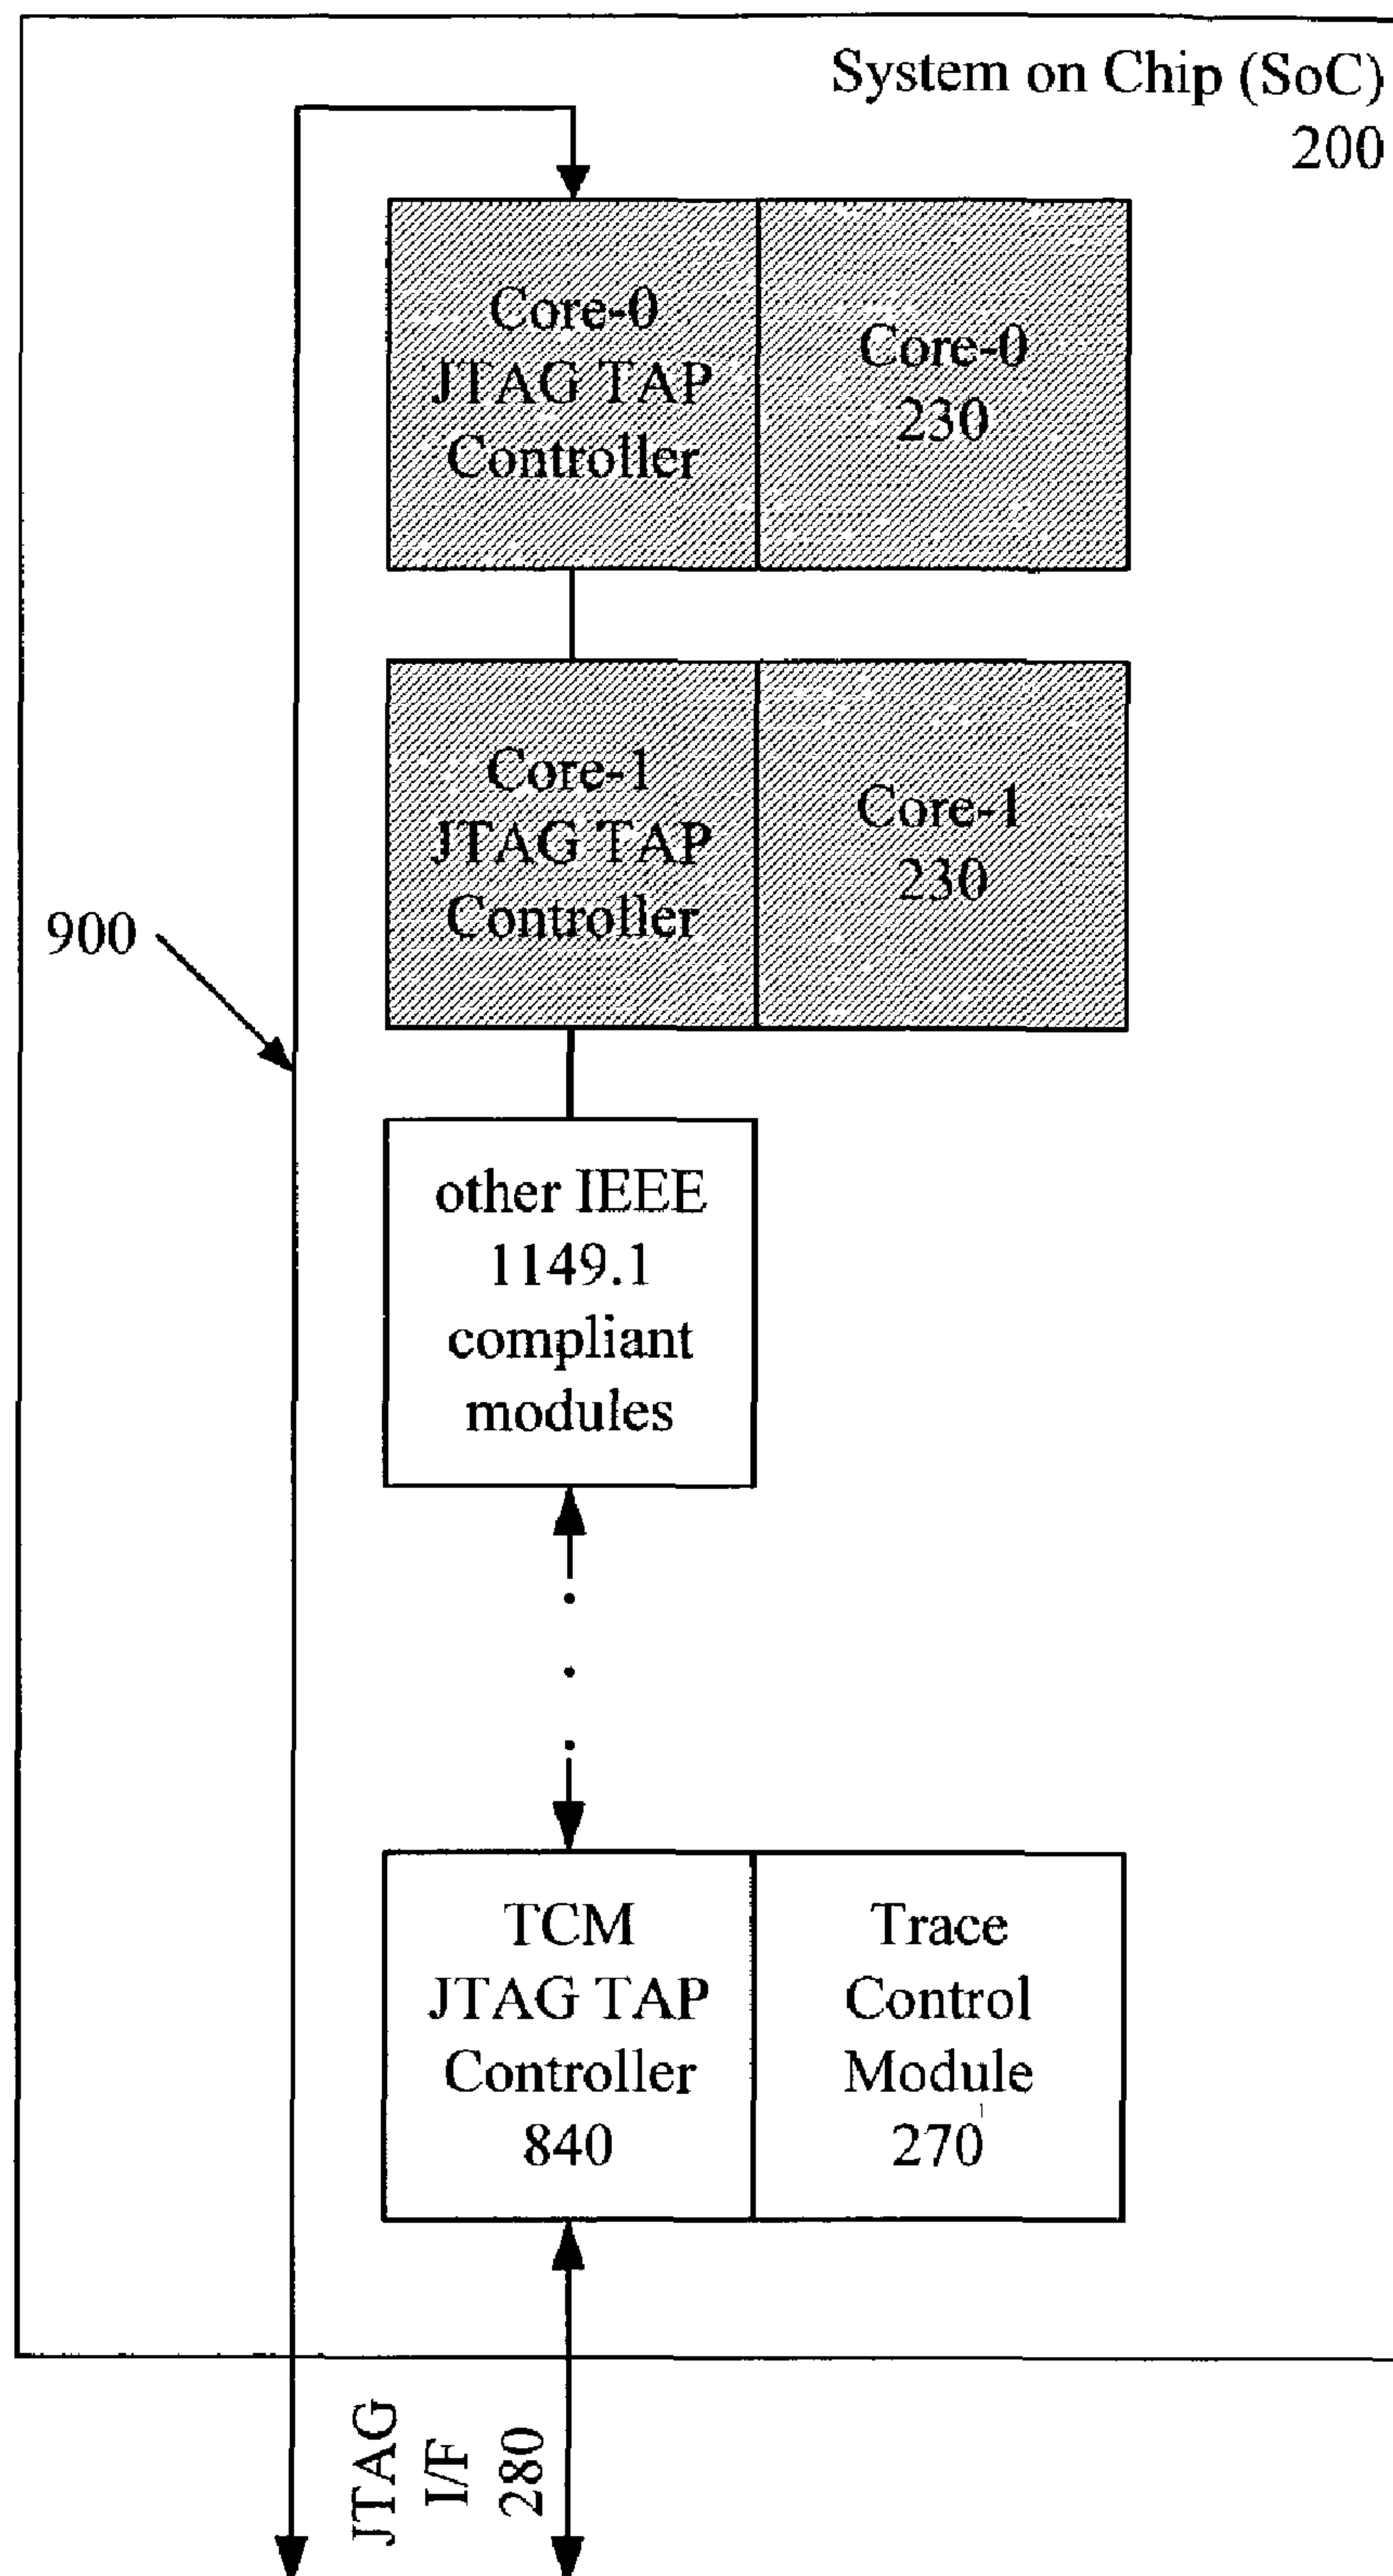 System on Chip (SoC)
200
Core-0
JTAG TAP
Controller
Core-0
230
Core-1
JTAG TAP
Controller
Core-1
230
900
other IEEE
1149.1
compliant
modules
TCM
JTAG TAP
Controller
840
Trace
Control
Module
270
JTAG
I/F
280